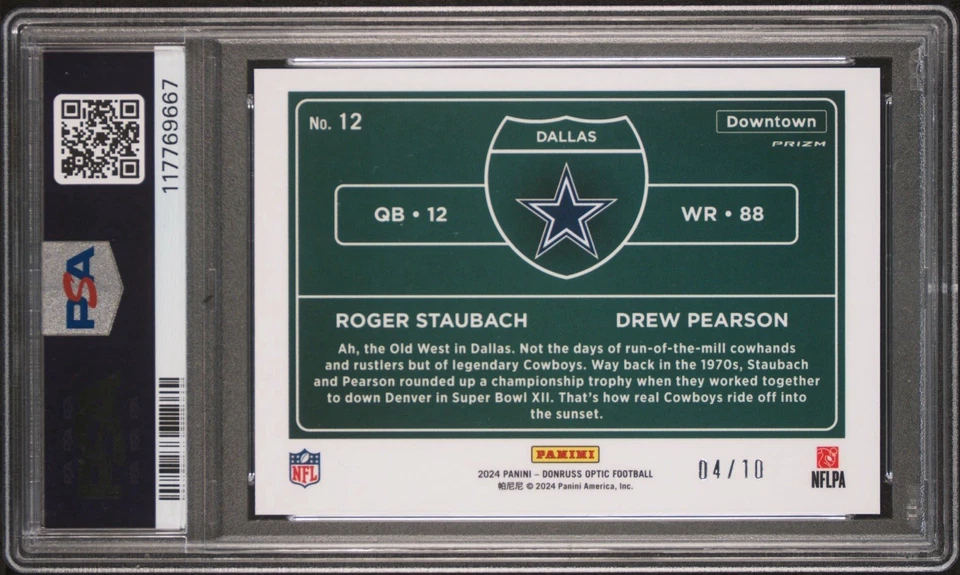 117769667
PSA
No. 12
DALLAS
Downtown
PRIZM
QB • 12
WR • 88
ROGER STAUBACH
DREW PEARSON
Ah, the Old West in Dallas. Not the days of run-of-the-mill cowhands
and rustlers but of legendary Cowboys. Way back in the 1970s, Staubach
and Pearson rounded up a championship trophy when they worked together
to down Denver in Super Bowl XII. That's how real Cowboys ride off into
the sunset.
NFL
PANINI
2024 PANINI – DONRUSS OPTIC FOOTBALL
帕尼尼 © 2024 Panini America, Inc.
04/10
NFLPA